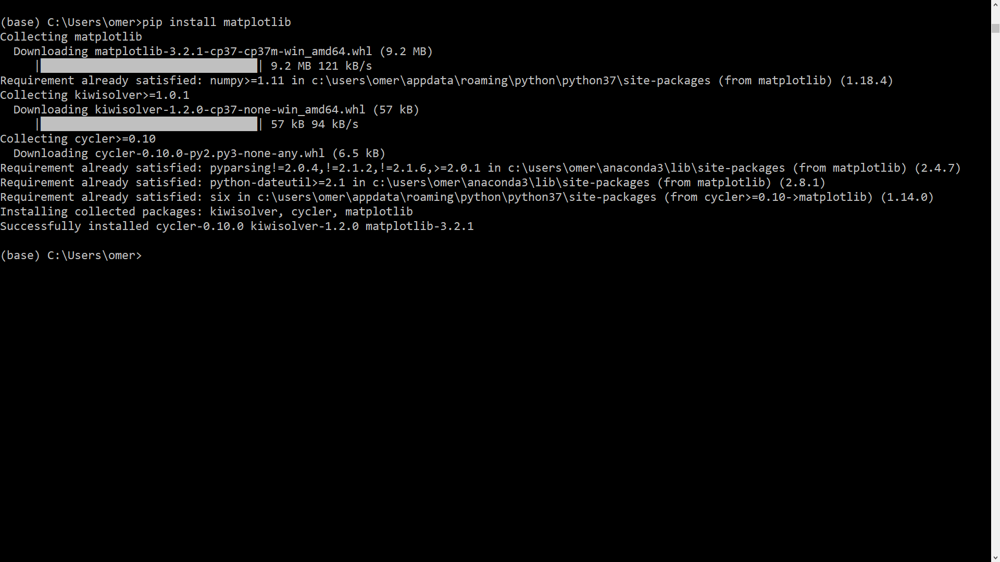 (base) C:\Users\omer>pip install matplotlib
Collecting matplotlib
  Downloading matplotlib-3.2.1-cp37-cp37m-win_amd64.whl (9.2 MB)
     |████████████████████████████████| 9.2 MB 121 kB/s
Requirement already satisfied: numpy>=1.11 in c:\users\omer\appdata\roaming\python\python37\site-packages (from matplotlib) (1.18.4)
Collecting kiwisolver>=1.0.1
  Downloading kiwisolver-1.2.0-cp37-none-win_amd64.whl (57 kB)
     |████████████████████████████████| 57 kB 94 kB/s
Collecting cycler>=0.10
  Downloading cycler-0.10.0-py2.py3-none-any.whl (6.5 kB)
Requirement already satisfied: pyparsing!=2.0.4,!=2.1.2,!=2.1.6,>=2.0.1 in c:\users\omer\anaconda3\lib\site-packages (from matplotlib) (2.4.7)
Requirement already satisfied: python-dateutil>=2.1 in c:\users\omer\anaconda3\lib\site-packages (from matplotlib) (2.8.1)
Requirement already satisfied: six in c:\users\omer\appdata\roaming\python\python37\site-packages (from cycler>=0.10->matplotlib) (1.14.0)
Installing collected packages: kiwisolver, cycler, matplotlib
Successfully installed cycler-0.10.0 kiwisolver-1.2.0 matplotlib-3.2.1
(base) C:\Users\omer>